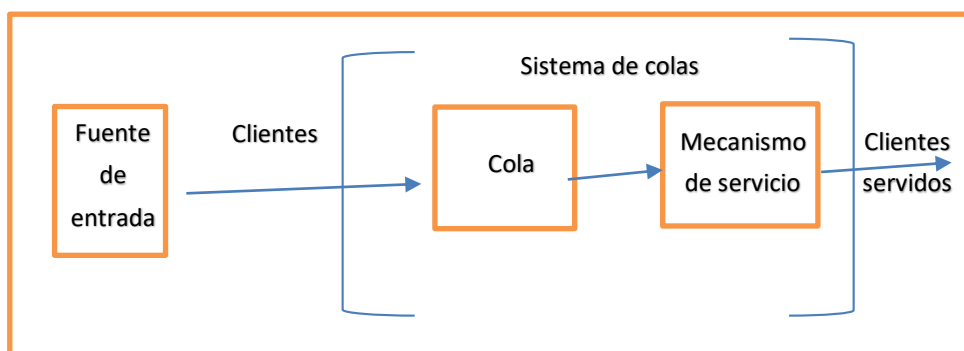 Sistema de colas
Fuente
de
entrada
Clientes
Cola
Mecanismo
de servicio
Clientes
servidos